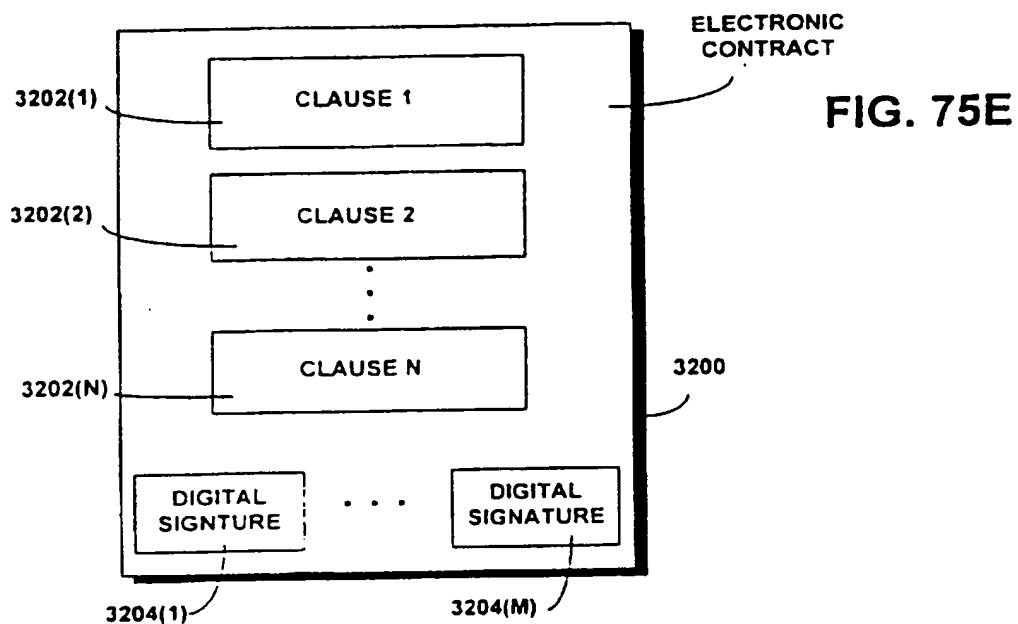 ELECTRONIC
CONTRACT
FIG. 75E
3202(1)
CLAUSE 1
3202(2)
CLAUSE 2
3202(N)
CLAUSE N
3200
DIGITAL
SIGNTURE
DIGITAL
SIGNATURE
3204(1)
3204(M)